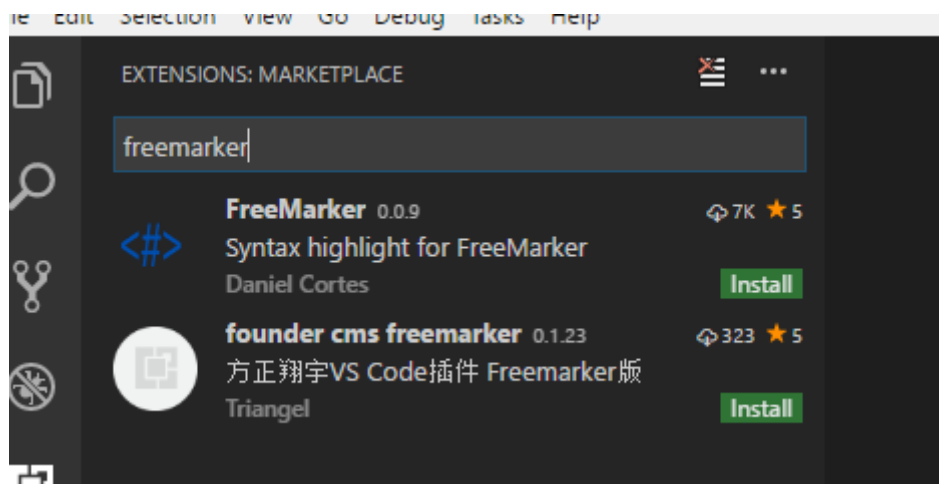 Edit Selection View Go Debug Tasks Help
EXTENSIONS: MARKETPLACE
freemarker
FreeMarker 0.0.9 7K 5
<#> Syntax highlight for FreeMarker
Daniel Cortes Install
founder cms freemarker 0.1.23 323 5
方正翔宇VS Code插件 Freemarker版
Triangel Install